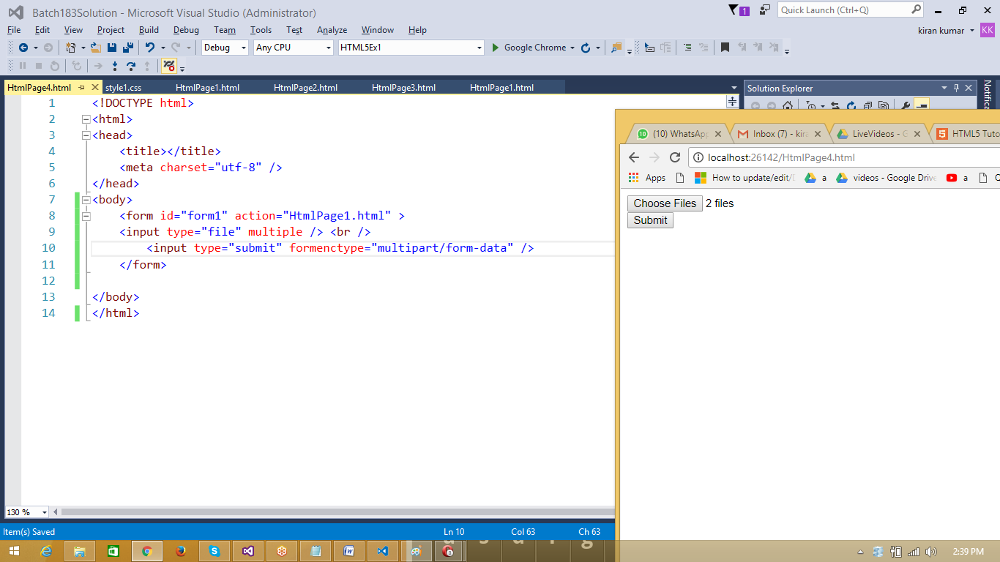 Batch183Solution - Microsoft Visual Studio (Administrator)
1
Quick Launch (Ctrl+Q)
File Edit View Project Build Debug Team Tools Test Analyze Window Help
kiran kumar KK
Debug Any CPU HTML5Ex1 Google Chrome
HtmlPage4.html style1.css HtmlPage1.html HtmlPage2.html HtmlPage3.html HtmlPage1.html
Solution Explorer
1 <!DOCTYPE html>
2 <html>
3 <head>
4 <title></title>
5 <meta charset="utf-8" />
6 </head>
7 <body>
8 <form id="form1" action="HtmlPage1.html" >
9 <input type="file" multiple /> <br />
10 <input type="submit" formenctype="multipart/form-data" />
11 </form>
12
13 </body>
14 </html>
(10) WhatsApp Inbox (7) - kira LiveVideos - G HTML5 Tuto
localhost:26142/HtmlPage4.html
Apps How to update/edit/ a videos - Google Drive a
Choose Files 2 files
Submit
130 %
Item(s) Saved Ln 10 Col 63 Ch 63
2:39 PM